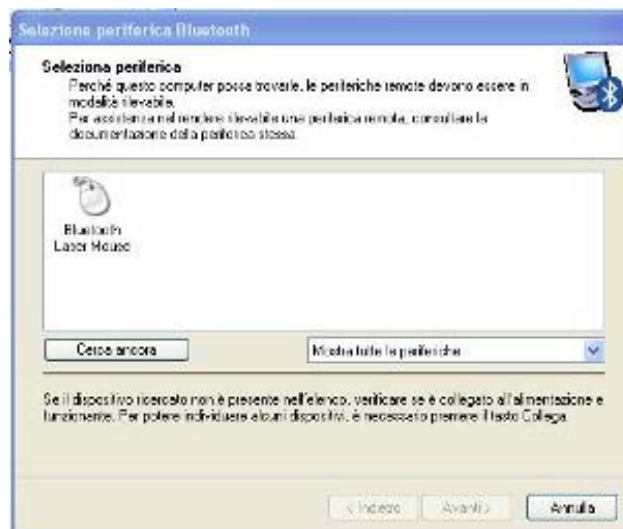 Selezione periferica Bluetooth
Seleziona periferica
Perché questo computer possa trovarle, le periferiche remote devono essere in
modalità rilevabile.
Per assistenza nel rendere rilevabile una periferica remota, consultare la
documentazione della periferica stessa.
Bluetooth
Laser Mouse
Cerca ancora
Mostra tutte le periferiche
Se il dispositivo ricercato non è presente nell'elenco, verificare se è collegato all'alimentazione e
funzionante. Per potere individuare alcuni dispositivi, è necessario premere il tasto Collega.
< Indietro
Avanti >
Annulla